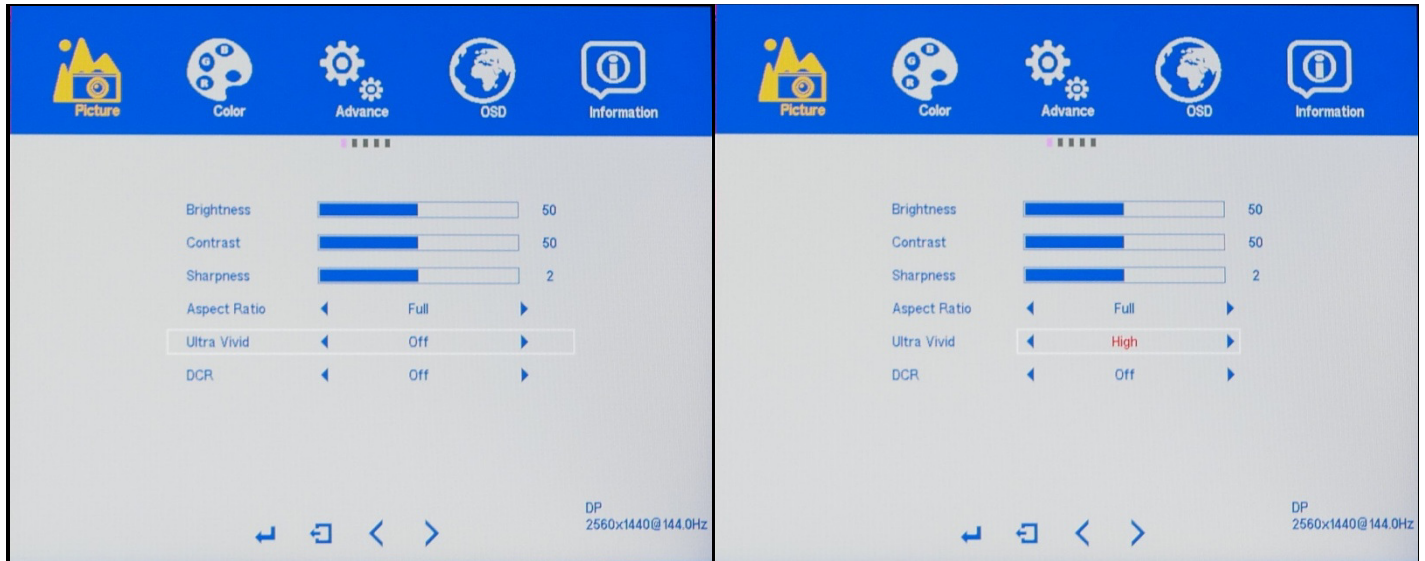 Picture Color Advance OSD Information
Brightness 50
Contrast 50
Sharpness 2
Aspect Ratio Full
Ultra Vivid Off
DCR Off
DP
2560x1440@144.0Hz
Picture Color Advance OSD Information
Brightness 50
Contrast 50
Sharpness 2
Aspect Ratio Full
Ultra Vivid High
DCR Off
DP
2560x1440@144.0Hz